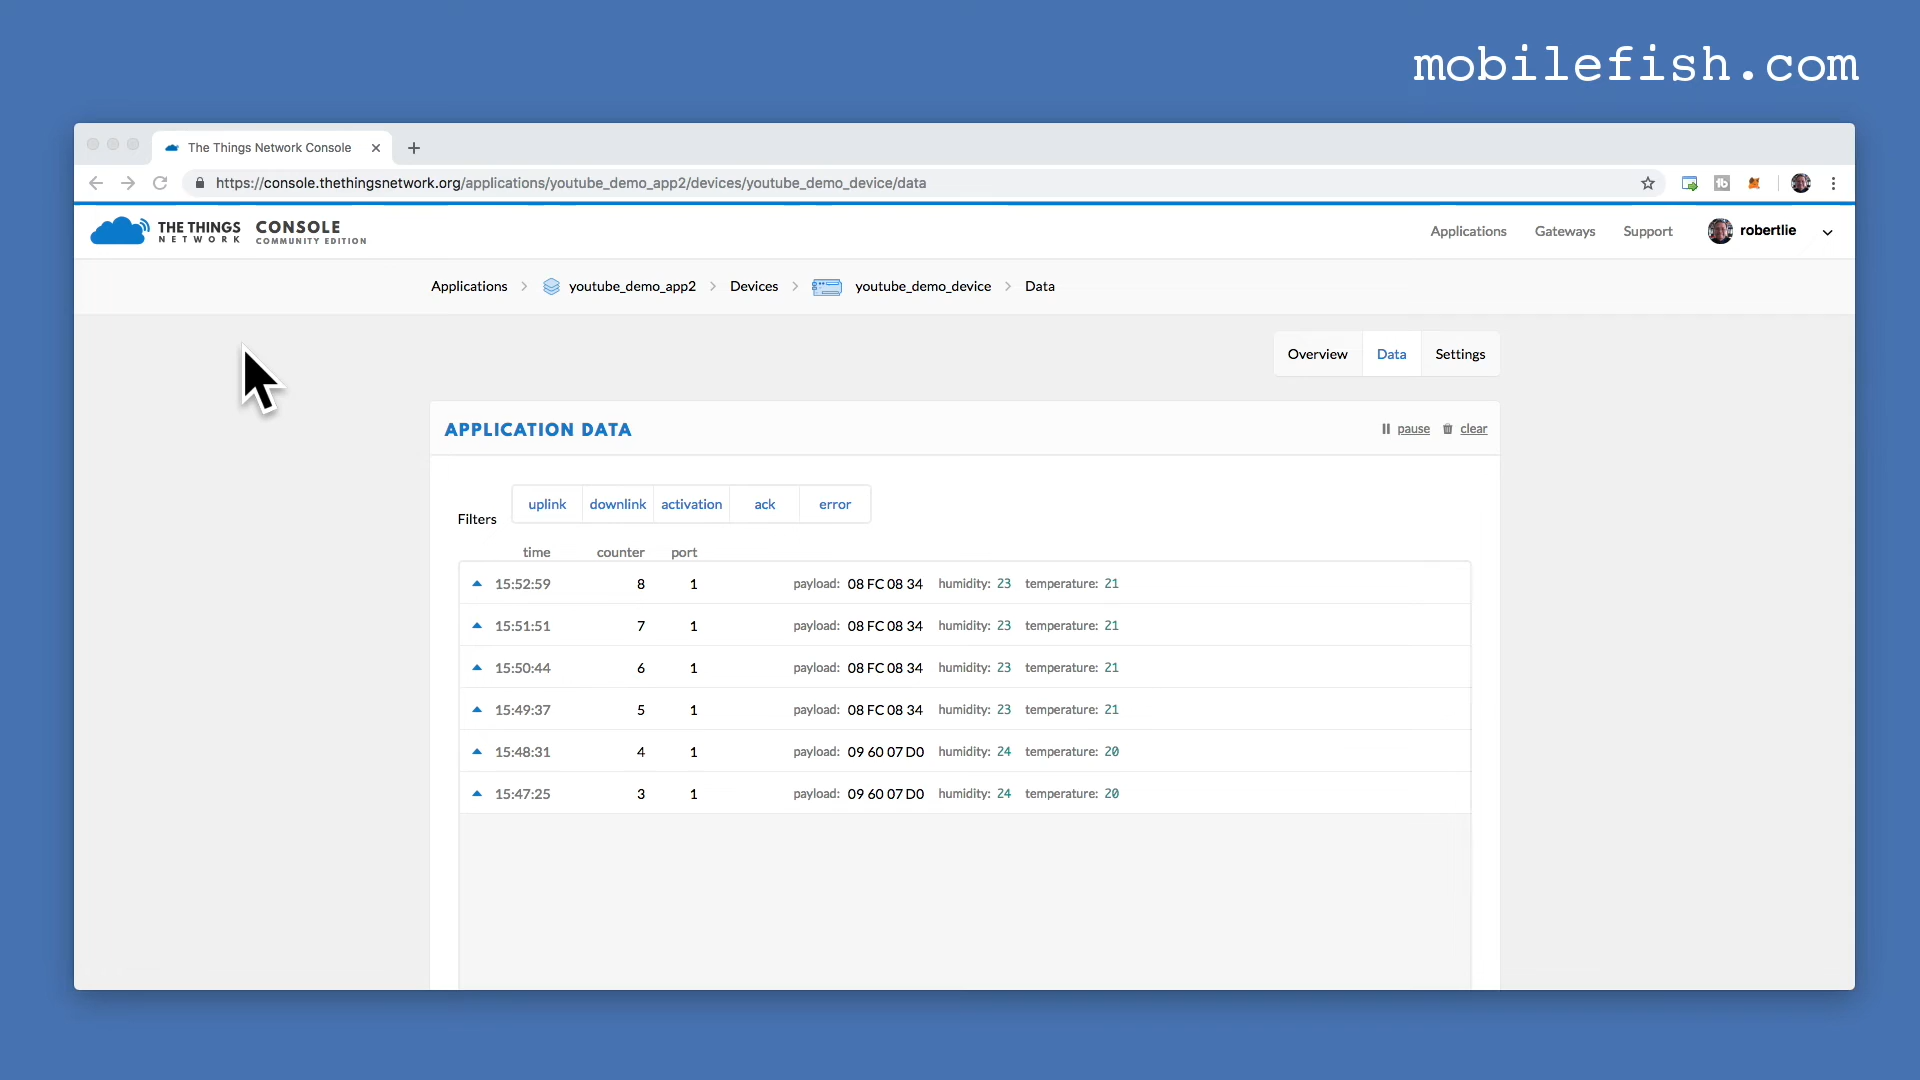 mobilefish.com
The Things Network Console
https://console.thethingsnetwork.org/applications/youtube_demo_app2/devices/youtube_demo_device/data
THE THINGS NETWORK CONSOLE COMMUNITY EDITION Applications Gateways Support robertlie
Applications youtube_demo_app2 Devices youtube_demo_device Data
Overview Data Settings
APPLICATION DATA pause clear
Filters uplink downlink activation ack error
time counter port
15:52:59 8 1 payload: 08 FC 08 34 humidity: 23 temperature: 21
15:51:51 7 1 payload: 08 FC 08 34 humidity: 23 temperature: 21
15:50:44 6 1 payload: 08 FC 08 34 humidity: 23 temperature: 21
15:49:37 5 1 payload: 08 FC 08 34 humidity: 23 temperature: 21
15:48:31 4 1 payload: 09 60 07 D0 humidity: 24 temperature: 20
15:47:25 3 1 payload: 09 60 07 D0 humidity: 24 temperature: 20